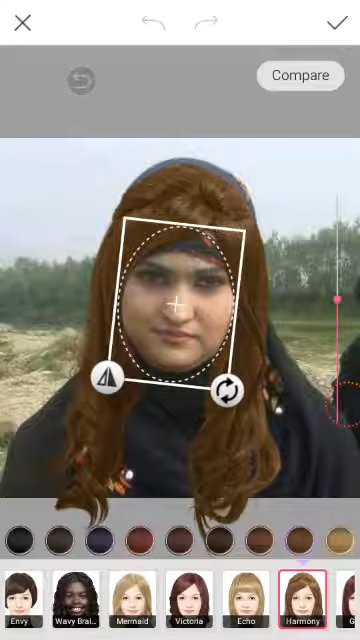 Compare
Envy
Wavy Brai...
Mermaid
Victoria
Echo
Harmony
G